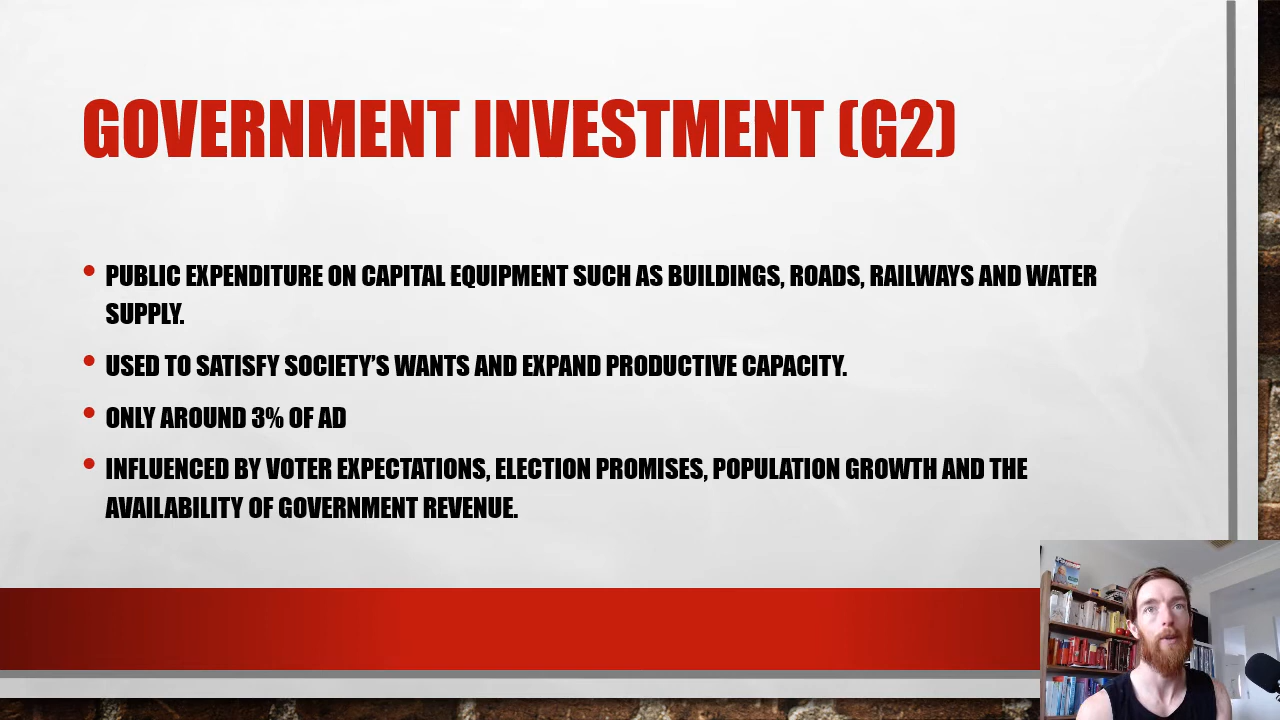 GOVERNMENT INVESTMENT (G2)
• PUBLIC EXPENDITURE ON CAPITAL EQUIPMENT SUCH AS BUILDINGS, ROADS, RAILWAYS AND WATER
SUPPLY.
• USED TO SATISFY SOCIETY'S WANTS AND EXPAND PRODUCTIVE CAPACITY.
• ONLY AROUND 3% OF AD
• INFLUENCED BY VOTER EXPECTATIONS, ELECTION PROMISES, POPULATION GROWTH AND THE
AVAILABILITY OF GOVERNMENT REVENUE.